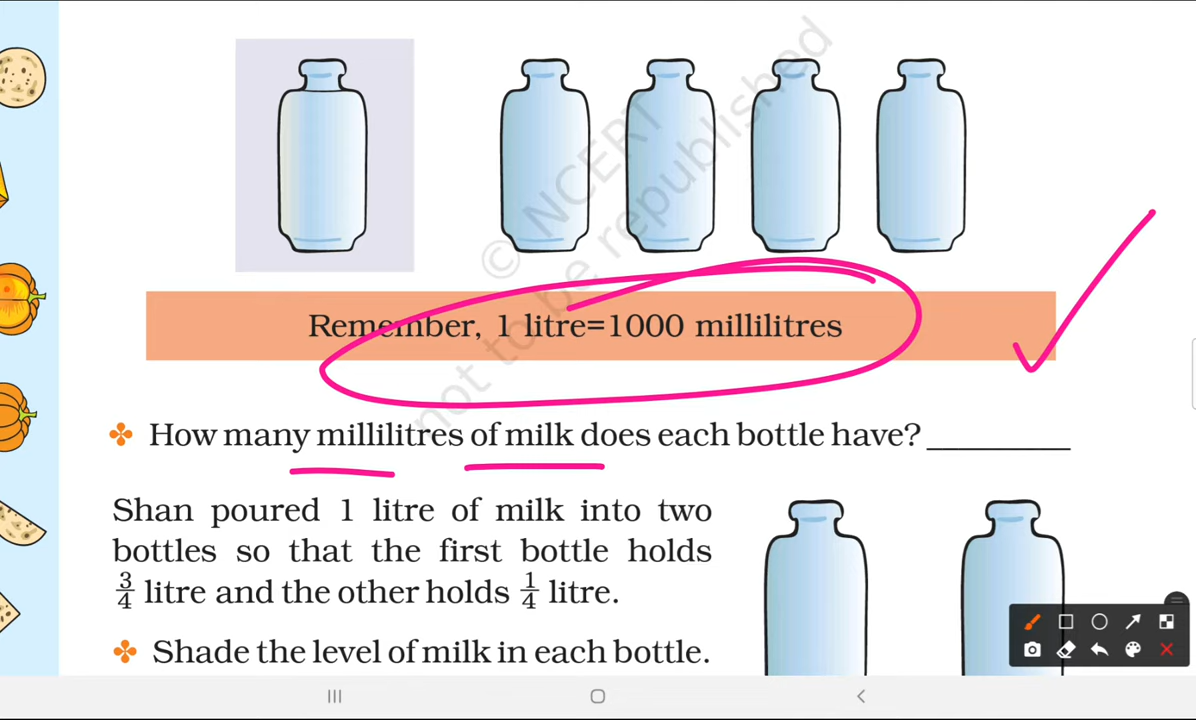 © NCERT
not to be republished
Remember, 1 litre=1000 millilitres
How many millilitres of milk does each bottle have? __________
Shan poured 1 litre of milk into two
bottles so that the first bottle holds
3/4 litre and the other holds 1/4 litre.
Shade the level of milk in each bottle.